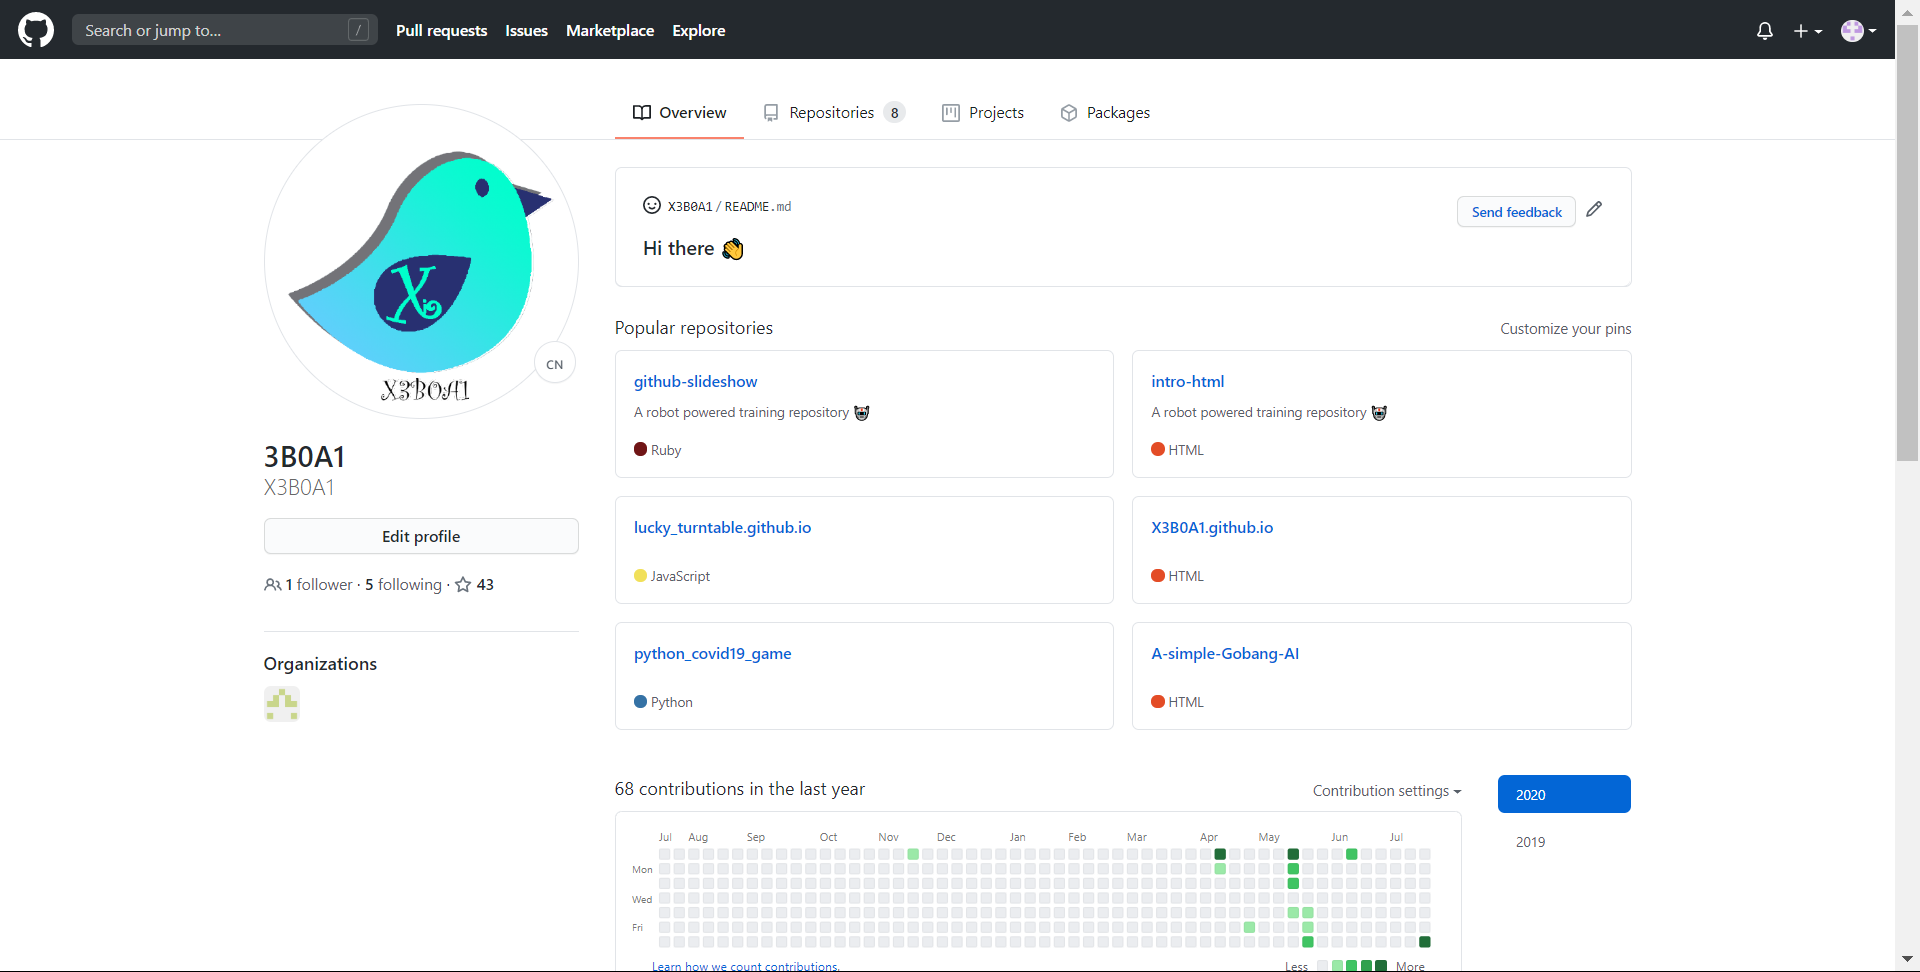 Search or jump to... /
Pull requests
Issues
Marketplace
Explore
Overview
Repositories 8
Projects
Packages
X
X3B0A1
CN
3B0A1
X3B0A1
Edit profile
1 follower · 5 following · 43
Organizations
X3B0A1/README.md
Send feedback
Hi there
Popular repositories
Customize your pins
github-slideshow
A robot powered training repository
Ruby
intro-html
A robot powered training repository
HTML
lucky_turntable.github.io
JavaScript
X3B0A1.github.io
HTML
python_covid19_game
Python
A-simple-Gobang-AI
HTML
68 contributions in the last year
Contribution settings
2020
2019
Jul Aug Sep Oct Nov Dec Jan Feb Mar Apr May Jun Jul
Mon
Wed
Fri
Learn how we count contributions.
Less More